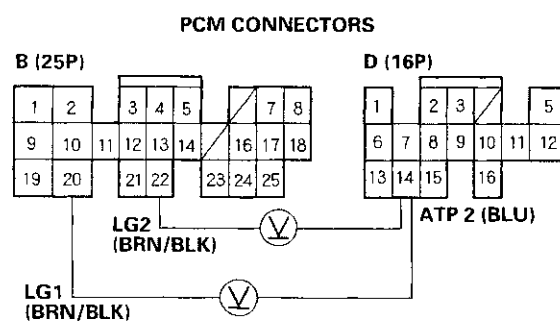 PCM CONNECTORS
B (25P)
D (16P)
1 2 3 4 5 7 8
9 10 11 12 13 14 16 17 18
19 20 21 22 23 24 25
1 2 3 5
6 7 8 9 10 11 12
13 14 15 16
LG2
(BRN/BLK)
V
ATP 2 (BLU)
LG1
(BRN/BLK)
V